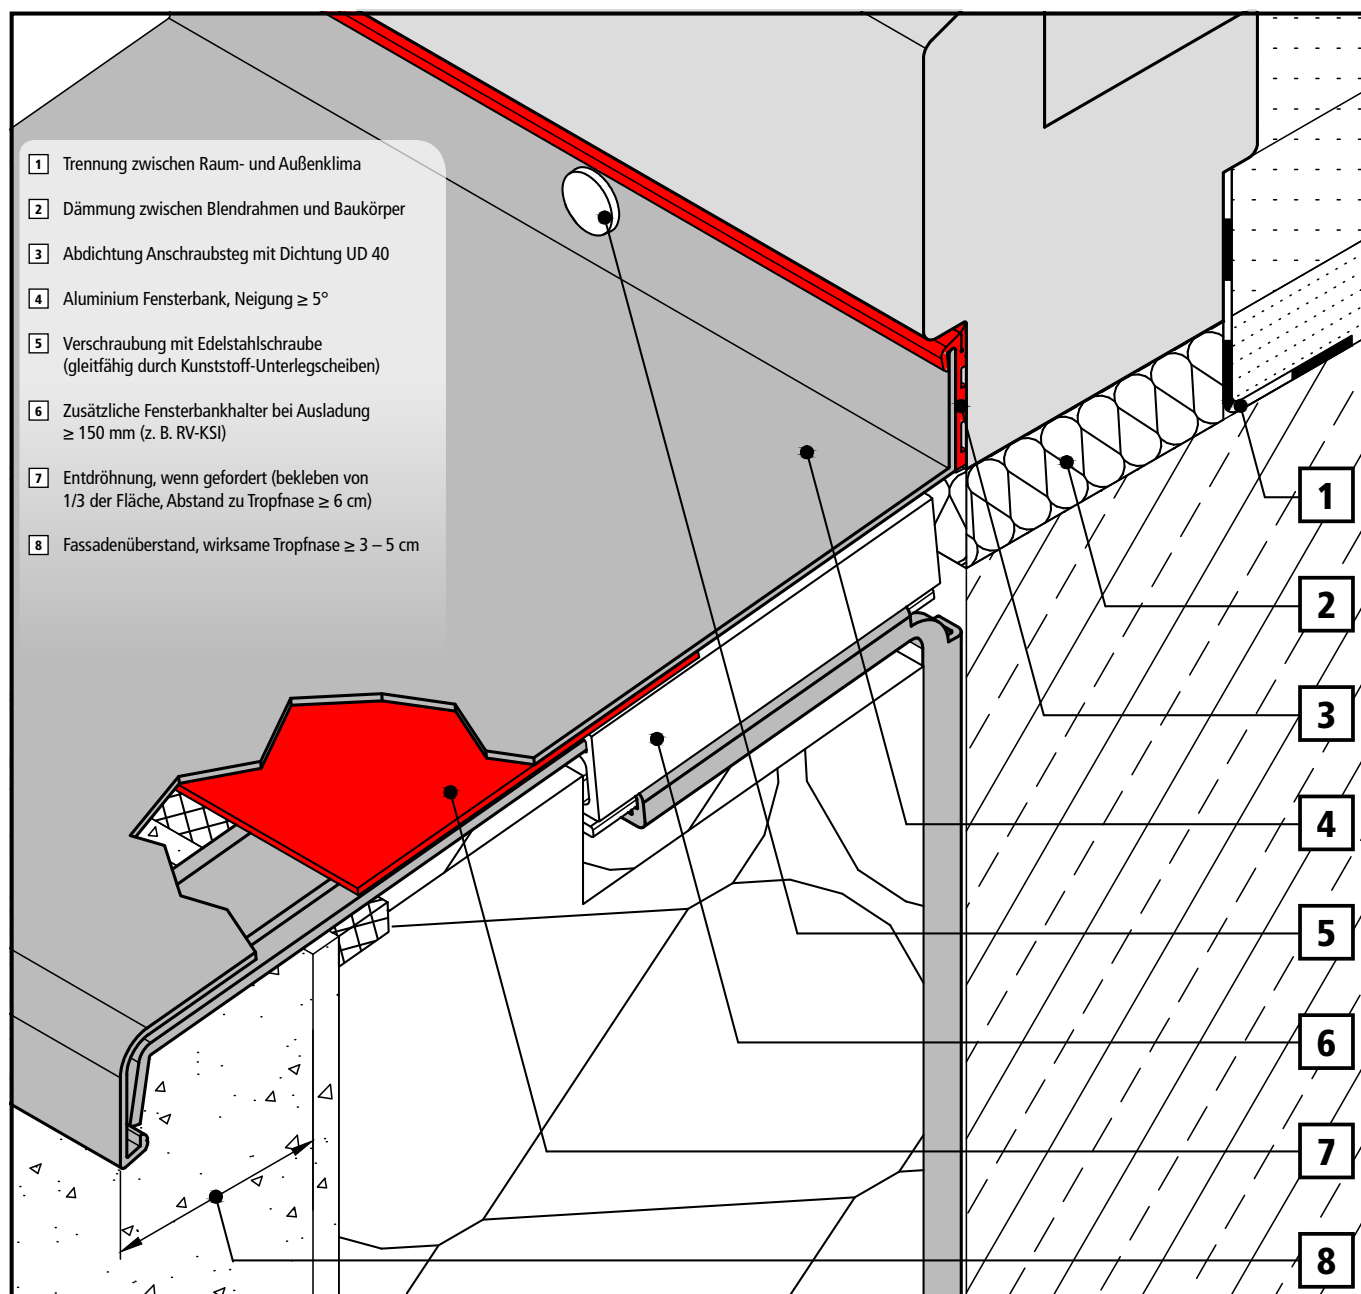 1 Trennung zwischen Raum- und Außenklima
2 Dämmung zwischen Blendrahmen und Baukörper
3 Abdichtung Anschraubsteg mit Dichtung UD 40
4 Aluminium Fensterbank, Neigung ≥ 5°
5 Verschraubung mit Edelstahlschraube
(gleitfähig durch Kunststoff-Unterlegscheiben)
6 Zusätzliche Fensterbankhalter bei Ausladung
≥ 150 mm (z. B. RV-KSI)
7 Entdröhnung, wenn gefordert (bekleben von
1/3 der Fläche, Abstand zu Tropfnase ≥ 6 cm)
8 Fassadenüberstand, wirksame Tropfnase ≥ 3 – 5 cm
1
2
3
4
5
6
7
8